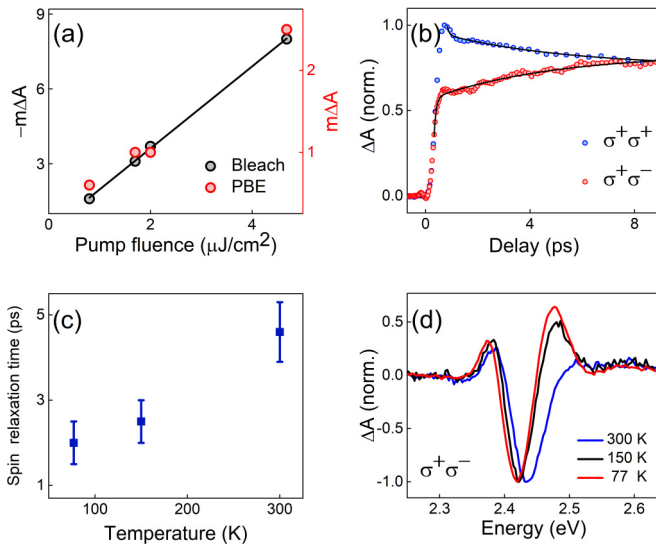 (a)
−mΔA
9
6
3
mΔA
2
1
Bleach
PBE
0
2
4
Pump fluence (μJ/cm²)
(b)
ΔA (norm.)
1.0
0.5
0.0
σ⁺σ⁺
σ⁺σ⁻
0
4
8
Delay (ps)
(c)
Spin relaxation time (ps)
5
3
1
100
200
300
Temperature (K)
(d)
ΔA (norm.)
0.5
0.0
-0.5
-1.0
σ⁺σ⁻
300 K
150 K
77 K
2.3
2.4
2.5
2.6
Energy (eV)